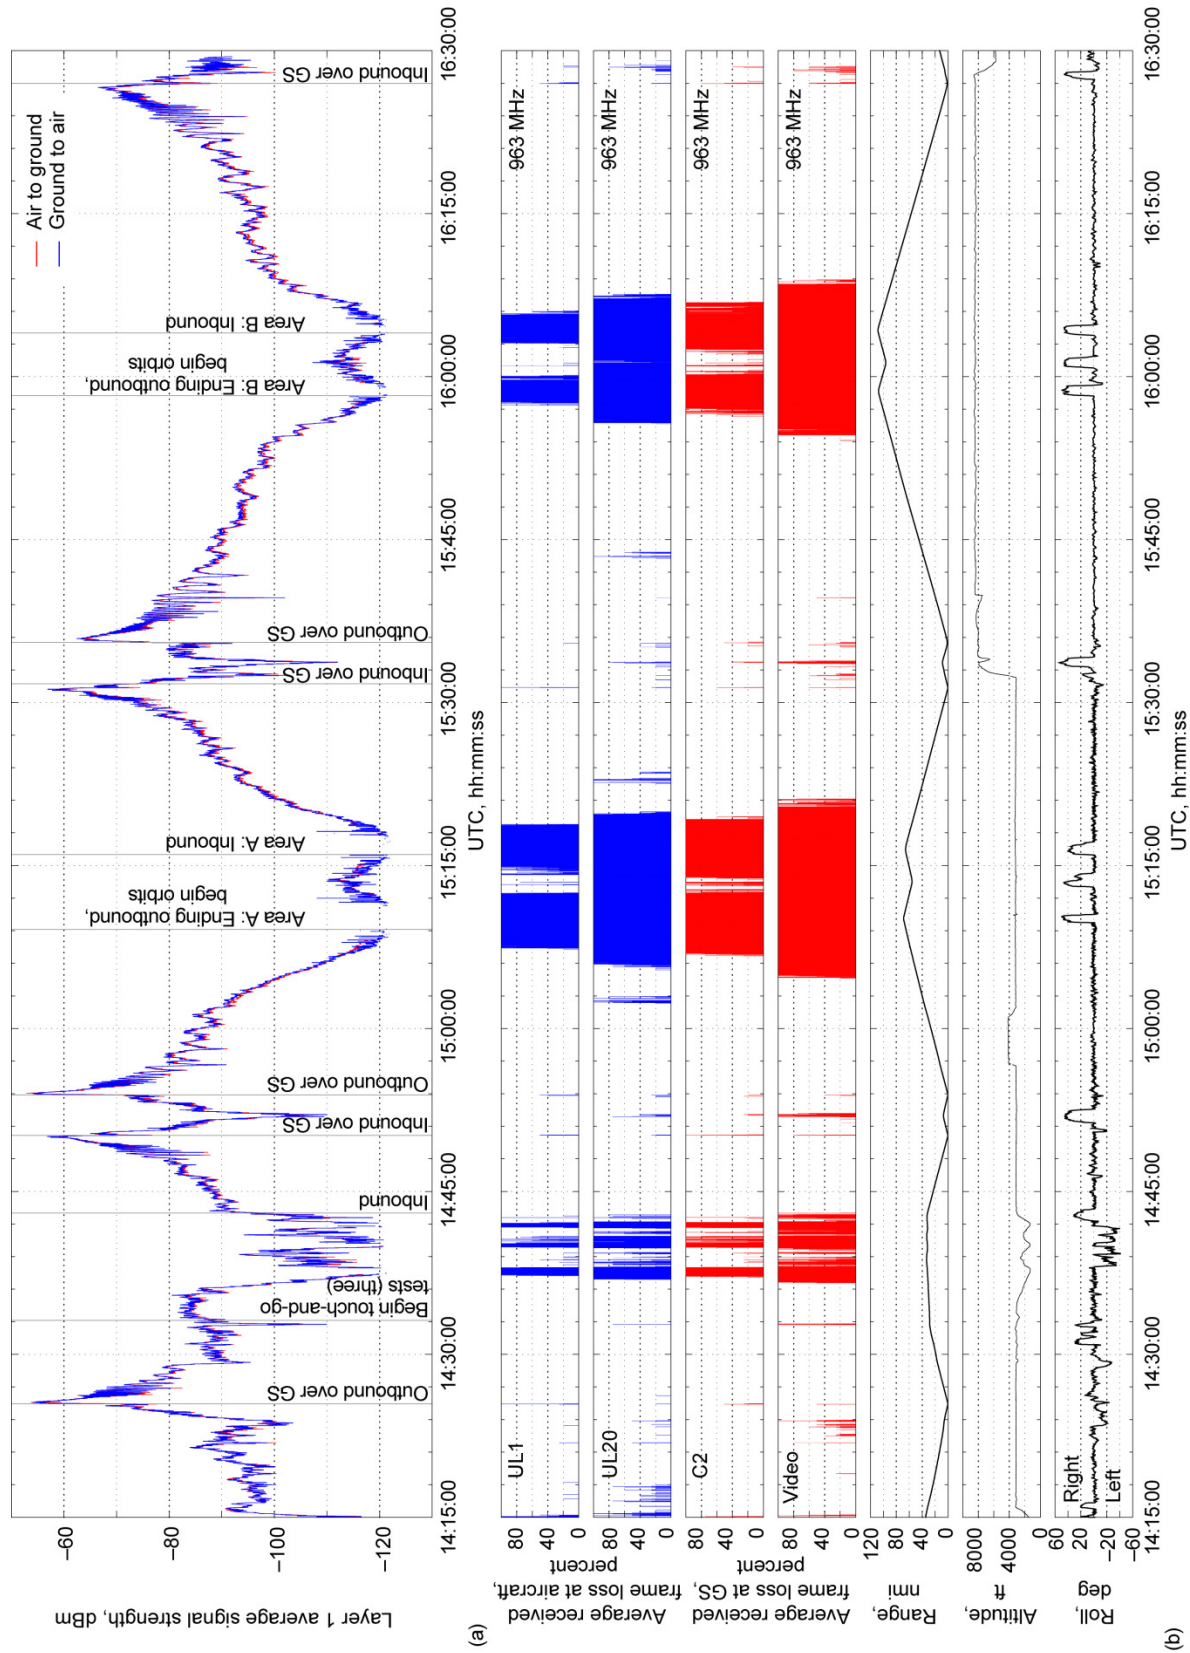 Layer 1 average signal strength, dBm
−60
−80
−100
−120
Air to ground
Ground to air
Outbound over GS
Begin touch-and-go
tests (three)
Inbound
Inbound
over GS
Outbound over GS
Area A: Ending outbound,
begin orbits
Area A: Inbound
Inbound
over GS
Outbound over GS
Area B: Ending outbound,
begin orbits
Area B: Inbound
Inbound over GS
14:15:00
14:30:00
14:45:00
15:00:00
15:15:00
15:30:00
15:45:00
16:00:00
16:15:00
16:30:00
UTC, hh:mm:ss
(a)
Average received
frame loss at aircraft,
percent
80
40
0
UL1
963 MHz
80
40
0
UL20
963 MHz
Average received
frame loss at GS,
percent
80
40
0
C2
963 MHz
80
40
0
Video
963 MHz
Range,
nmi
120
80
40
0
Altitude,
ft
8000
4000
0
Roll,
deg
60
20
−20
−60
Right
Left
14:15:00
14:30:00
14:45:00
15:00:00
15:15:00
15:30:00
15:45:00
16:00:00
16:15:00
16:30:00
UTC, hh:mm:ss
(b)